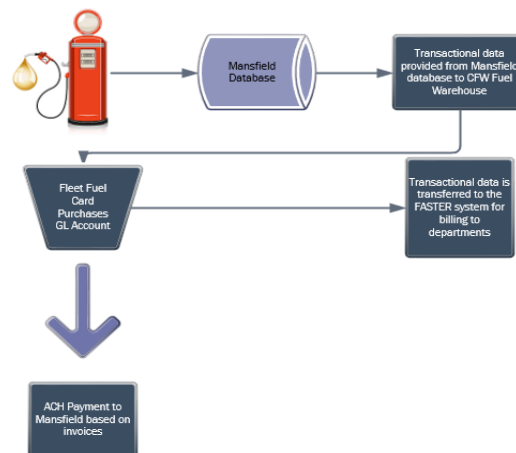 Mansfield
Database
Transactional data
provided from Mansfield
database to CFW Fuel
Warehouse
Fleet Fuel
Card
Purchases
GL Account
Transactional data is
transferred to the
FASTER system for
billing to
departments
ACH Payment to
Mansfield based on
invoices